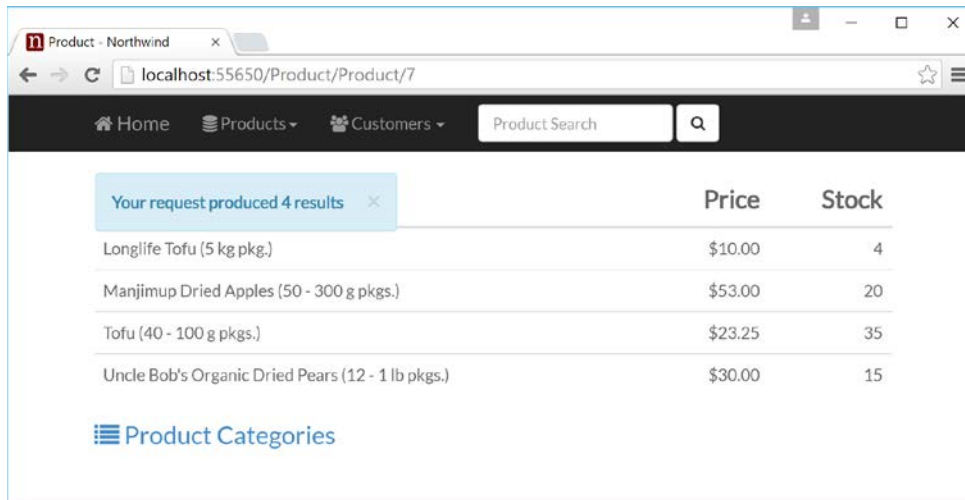 n Product - Northwind ×
localhost:55650/Product/Product/7
Home Products Customers Product Search
Your request produced 4 results × Price Stock
Longlife Tofu (5 kg pkg.) $10.00 4
Manjimup Dried Apples (50 - 300 g pkgs.) $53.00 20
Tofu (40 - 100 g pkgs.) $23.25 35
Uncle Bob's Organic Dried Pears (12 - 1 lb pkgs.) $30.00 15
Product Categories